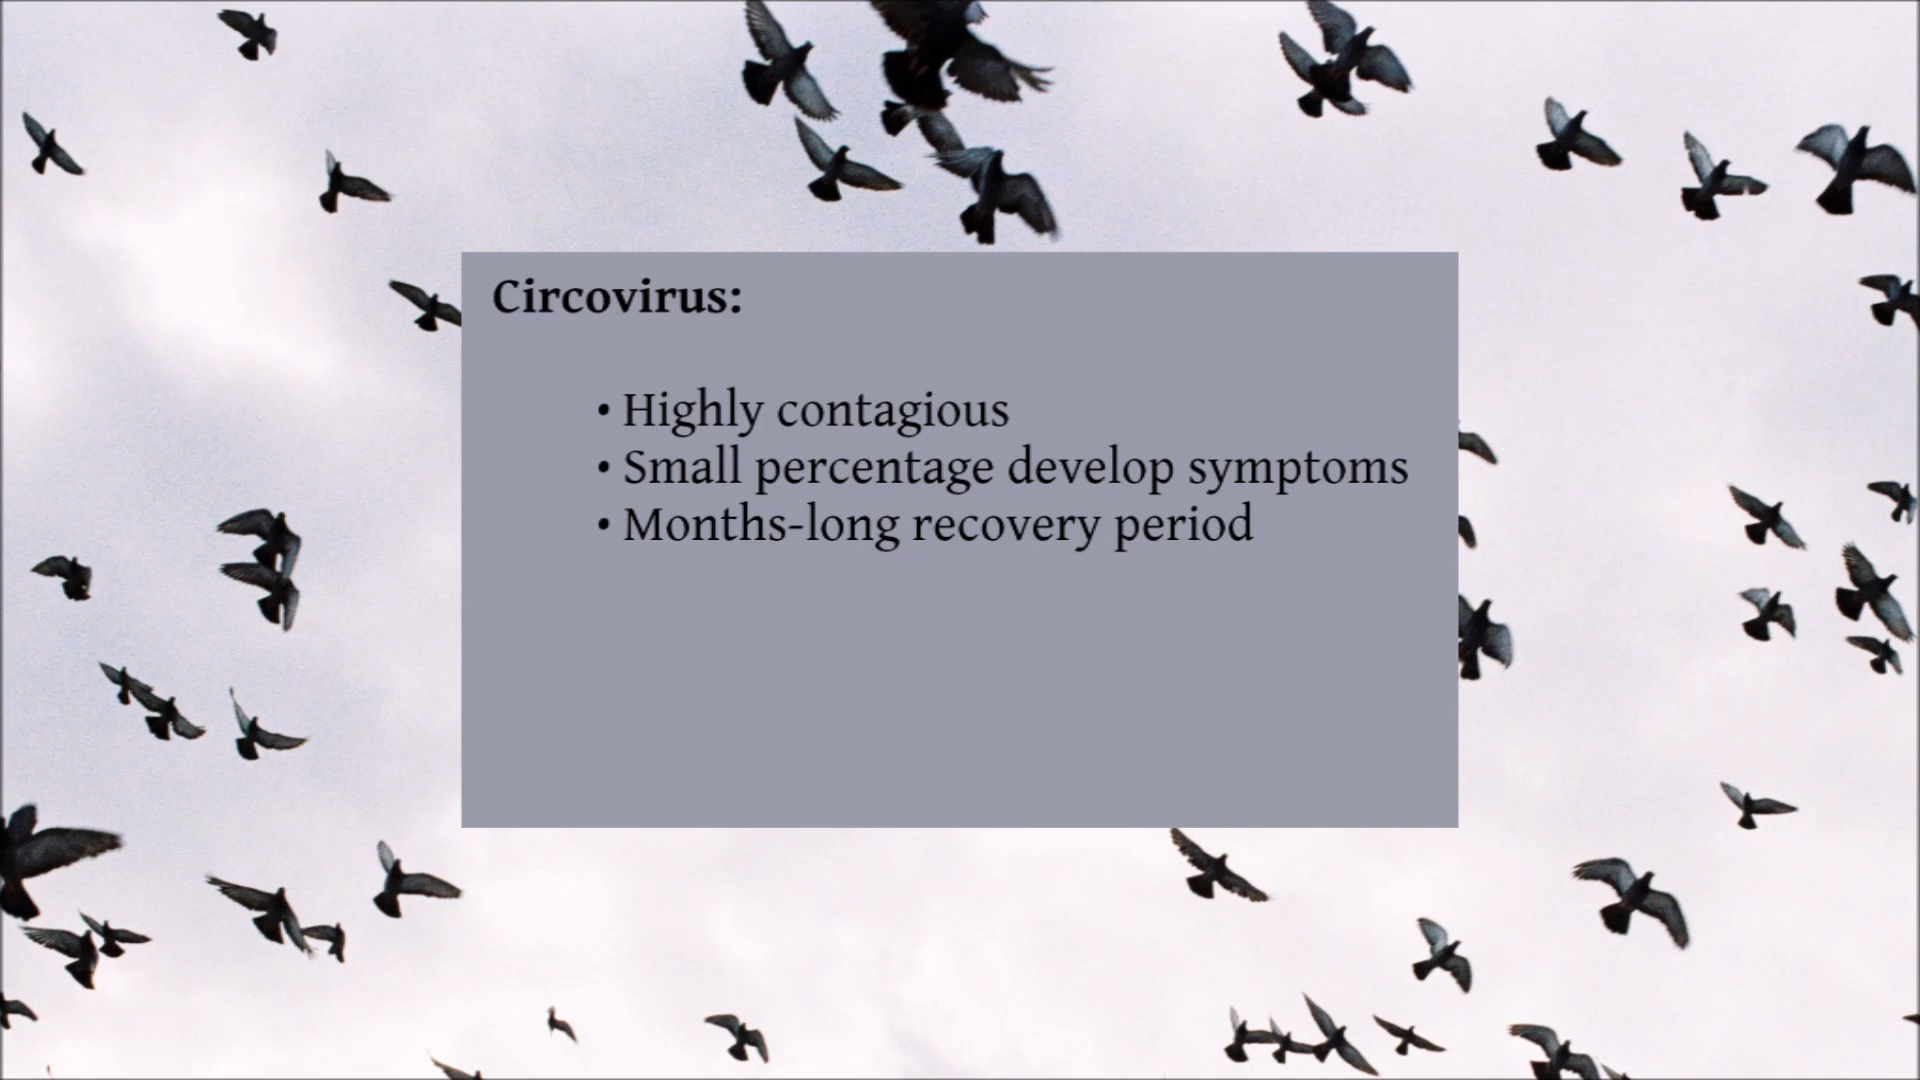 Circovirus:
• Highly contagious
• Small percentage develop symptoms
• Months-long recovery period